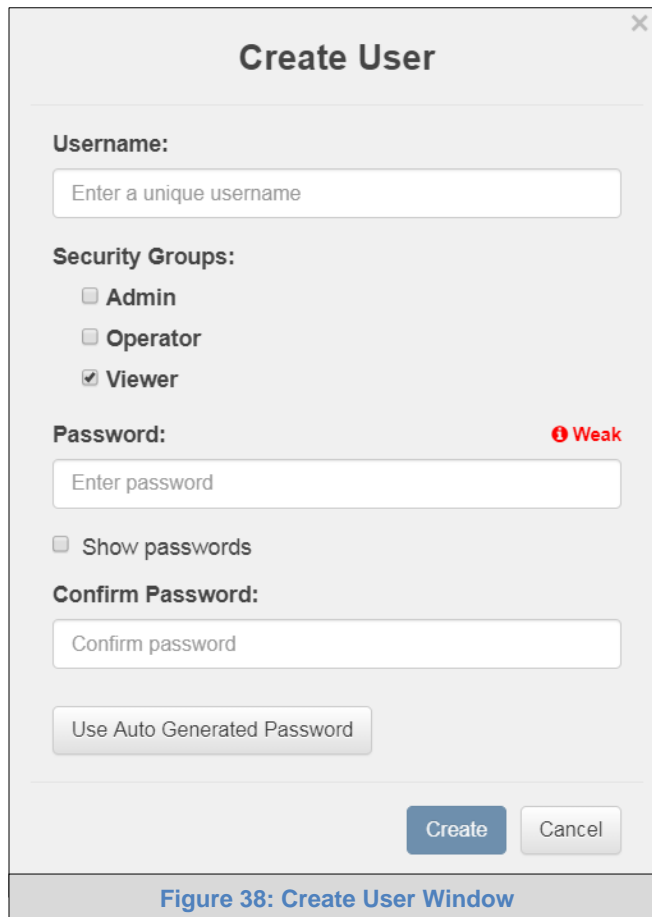 ×
Create User
Username:
Enter a unique username
Security Groups:
Admin
Operator
Viewer
Password:
Weak
Enter password
Show passwords
Confirm Password:
Confirm password
Use Auto Generated Password
Create
Cancel
Figure 38: Create User Window